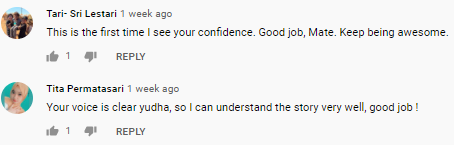 Tari- Sri Lestari 1 week ago
This is the first time I see your confidence. Good job, Mate. Keep being awesome.
1 REPLY
Tita Permatasari 1 week ago
Your voice is clear yudha, so I can understand the story very well, good job !
1 REPLY